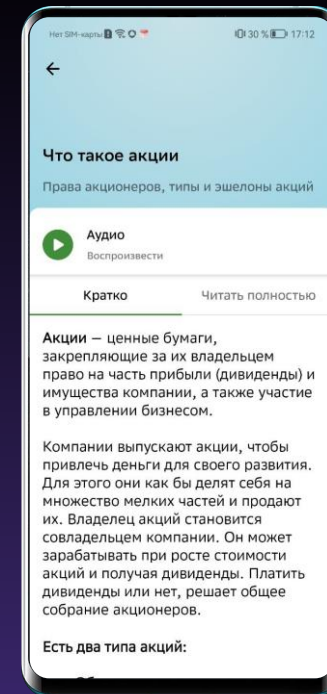 Нет SIM-карты 30 % 17:12
Что такое акции
Права акционеров, типы и эшелоны акций
Аудио
Воспроизвести
Кратко Читать полностью
Акции — ценные бумаги,
закрепляющие за их владельцем
право на часть прибыли (дивиденды) и
имущества компании, а также участие
в управлении бизнесом.
Компании выпускают акции, чтобы
привлечь деньги для своего развития.
Для этого они как бы делят себя на
множество мелких частей и продают
их. Владелец акций становится
совладельцем компании. Он может
зарабатывать при росте стоимости
акций и получая дивиденды. Платить
дивиденды или нет, решает общее
собрание акционеров.
Есть два типа акций: